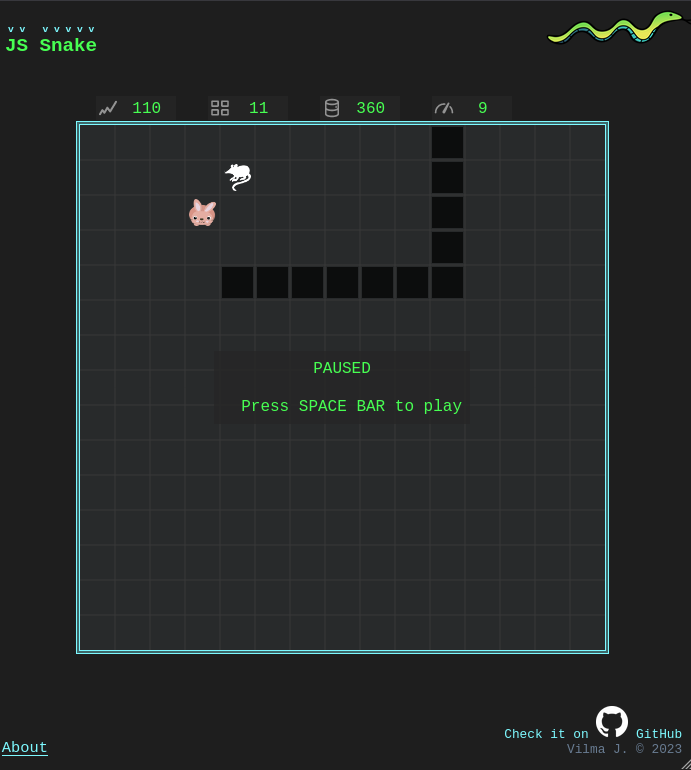 JS Snake
110 11 360 9
PAUSED
Press SPACE BAR to play
Check it on GitHub
About
Vilma J. © 2023